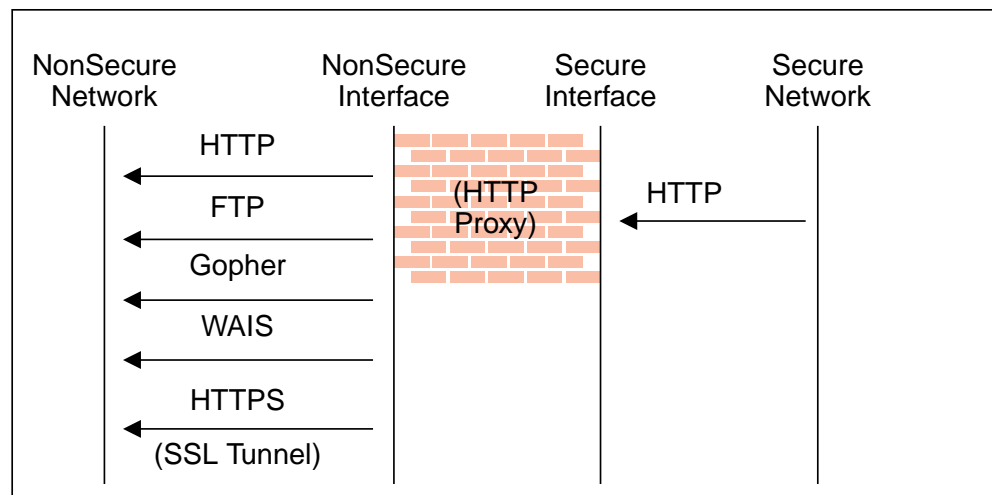 NonSecure
Network
NonSecure
Interface
Secure
Interface
Secure
Network
HTTP
FTP
Gopher
WAIS
HTTPS
(SSL Tunnel)
(HTTP
Proxy)
HTTP